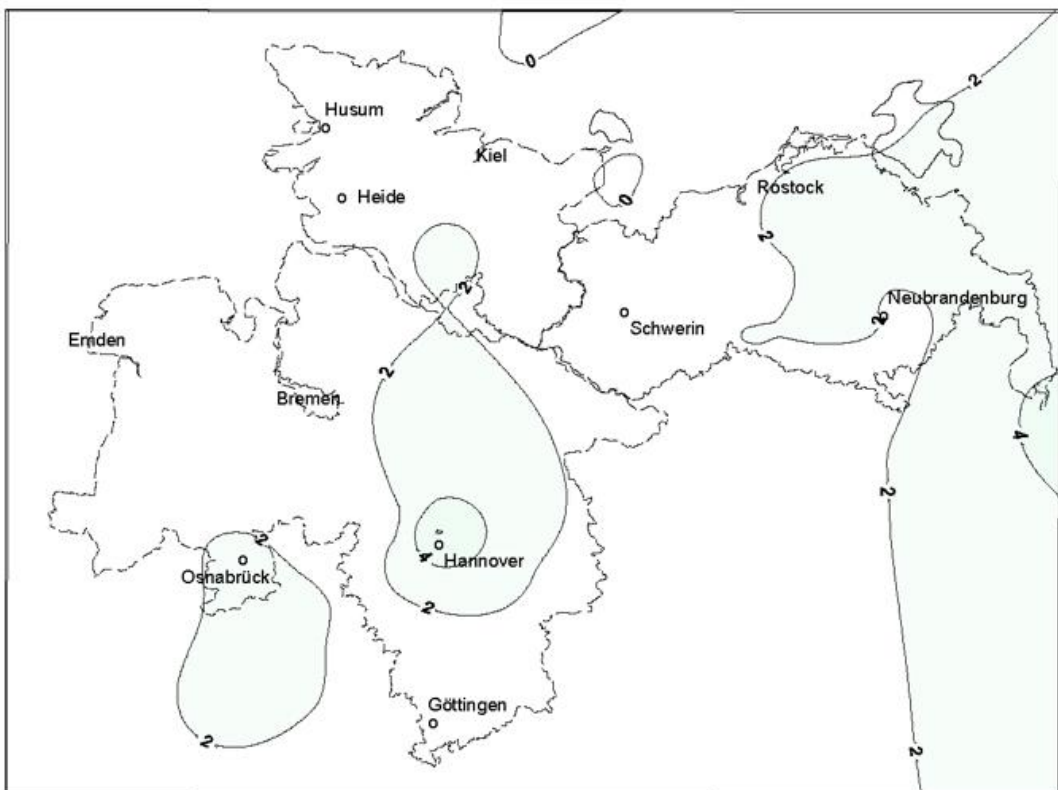 0
2
Husum
Kiel
Rostock
Heide
0
2
2
Neubrandenburg
2
Schwerin
Emden
2
Bremen
4
2
2
4
Hannover
Osnabrück
2
Göttingen
2
2